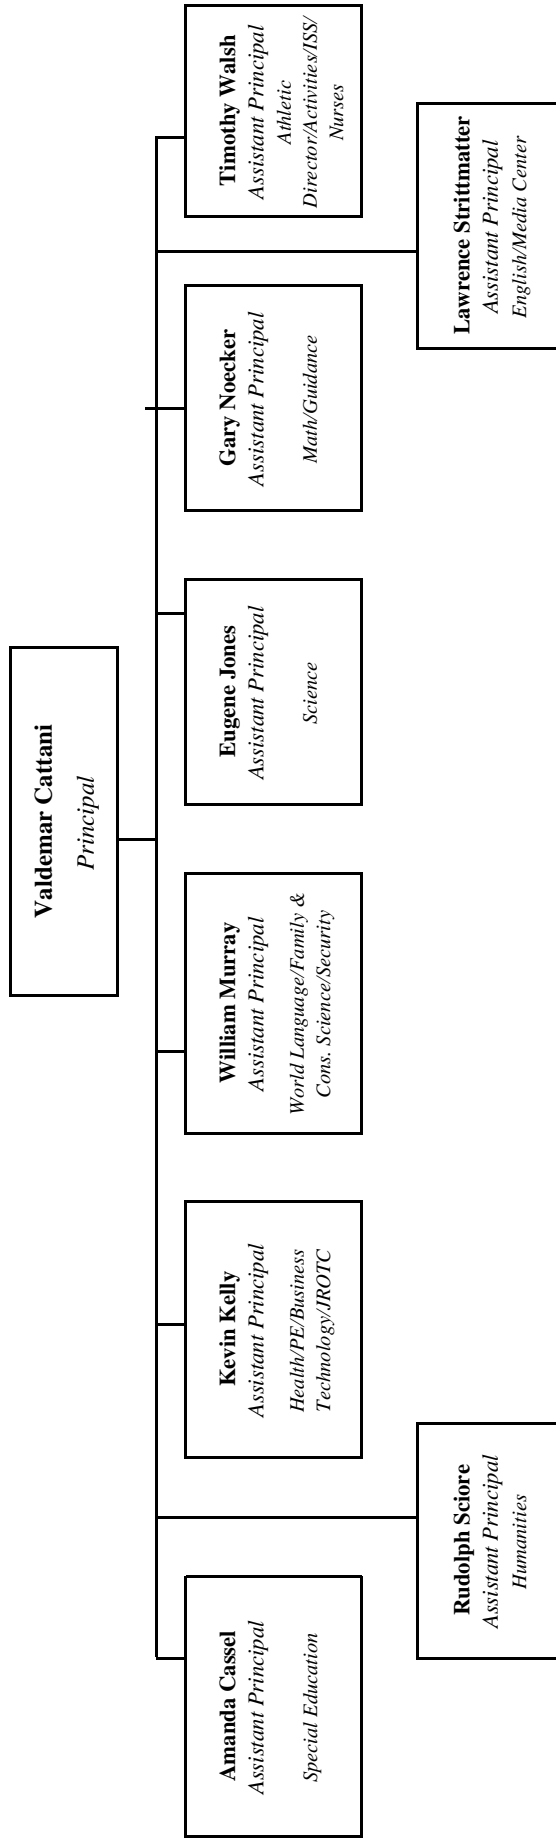 Valdemar Cattani
Principal
Amanda Cassel
Assistant Principal
Special Education
Kevin Kelly
Assistant Principal
Health/PE/Business
Technology/JROTC
William Murray
Assistant Principal
World Language/Family &
Cons. Science/Security
Eugene Jones
Assistant Principal
Science
Gary Noecker
Assistant Principal
Math/Guidance
Timothy Walsh
Assistant Principal
Athletic
Director/Activities/ISS/
Nurses
Rudolph Sciore
Assistant Principal
Humanities
Lawrence Strittmatter
Assistant Principal
English/Media Center